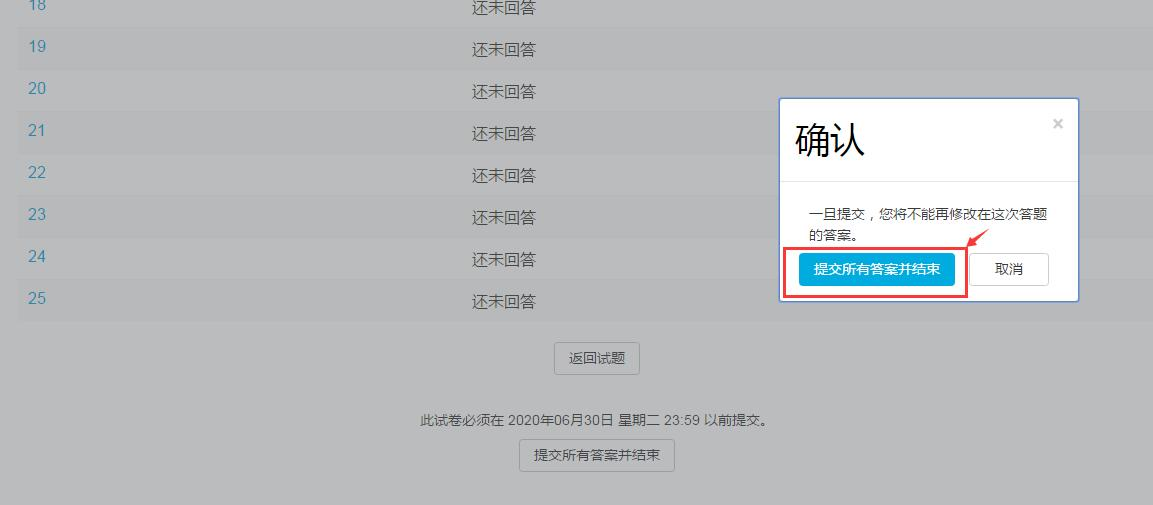 18 还未回答
19 还未回答
20 还未回答
21 还未回答
22 还未回答
23 还未回答
24 还未回答
25 还未回答
返回试题
此试卷必须在 2020年06月30日 星期二 23:59 以前提交。
提交所有答案并结束
确认
×
一旦提交，您将不能再修改在这次答题
的答案。
提交所有答案并结束 取消